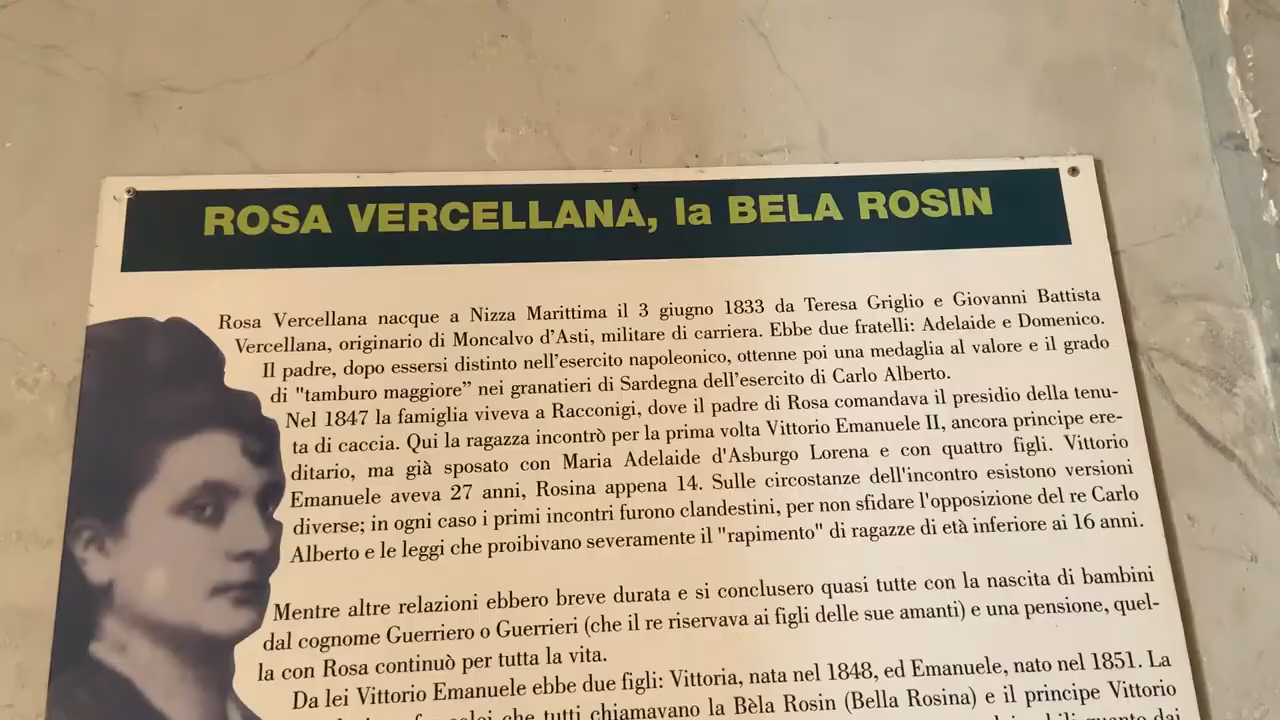 ROSA VERCELLANA, la BELA ROSIN
Rosa Vercellana nacque a Nizza Marittima il 3 giugno 1833 da Teresa Griglio e Giovanni Battista
Vercellana, originario di Moncalvo d'Asti, militare di carriera. Ebbe due fratelli: Adelaide e Domenico.
Il padre, dopo essersi distinto nell'esercito napoleonico, ottenne poi una medaglia al valore e il grado
di "tamburo maggiore" nei granatieri di Sardegna dell'esercito di Carlo Alberto.
Nel 1847 la famiglia viveva a Racconigi, dove il padre di Rosa comandava il presidio della tenu-
ta di caccia. Qui la ragazza incontrò per la prima volta Vittorio Emanuele II, ancora principe ere-
ditario, ma già sposato con Maria Adelaide d'Asburgo Lorena e con quattro figli. Vittorio
Emanuele aveva 27 anni, Rosina appena 14. Sulle circostanze dell'incontro esistono versioni
diverse; in ogni caso i primi incontri furono clandestini, per non sfidare l'opposizione del re Carlo
Alberto e le leggi che proibivano severamente il "rapimento" di ragazze di età inferiore ai 16 anni.
Mentre altre relazioni ebbero breve durata e si conclusero quasi tutte con la nascita di bambini
dal cognome Guerriero o Guerrieri (che il re riservava ai figli delle sue amanti) e una pensione, quel-
la con Rosa continuò per tutta la vita.
Da lei Vittorio Emanuele ebbe due figli: Vittoria, nata nel 1848, ed Emanuele, nato nel 1851. La
che tutti chiamavano la Bèla Rosin (Bella Rosina) e il principe Vittorio